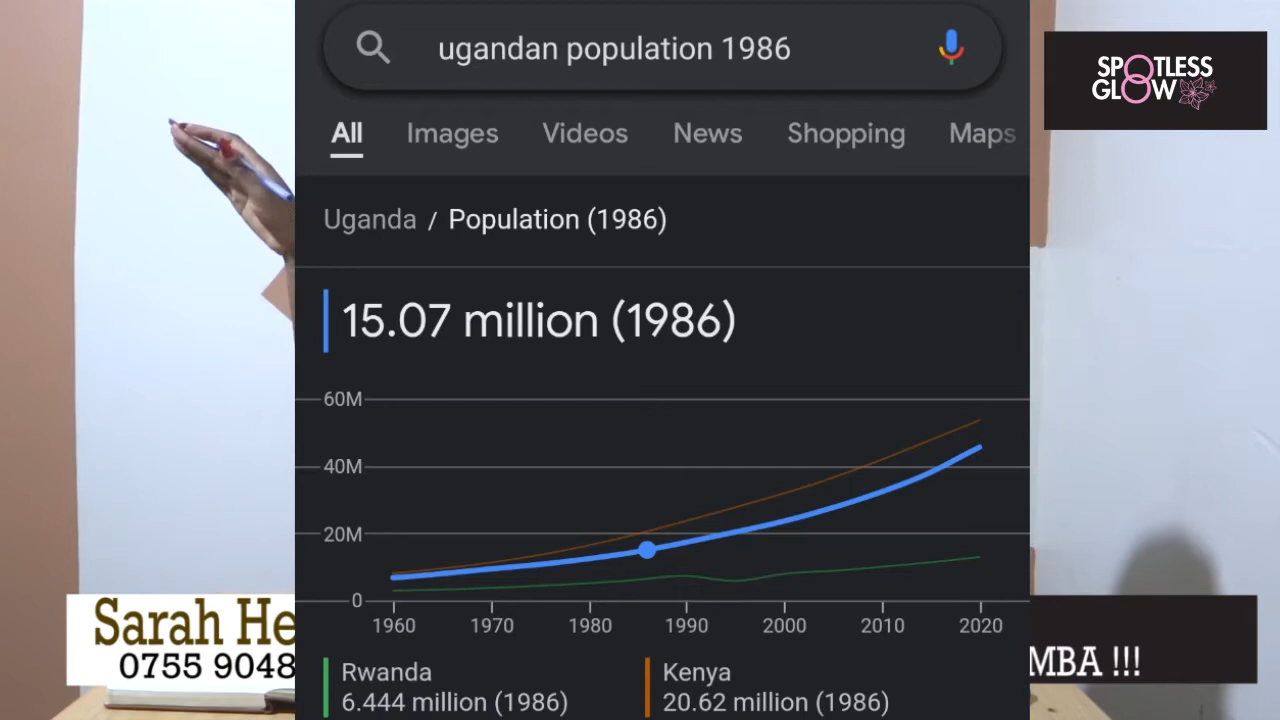 ugandan population 1986
SPOTLESS
GLOW
All Images Videos News Shopping Maps
Uganda / Population (1986)
15.07 million (1986)
60M
40M
20M
0
1960 1970 1980 1990 2000 2010 2020
Sarah He
0755 9048
MBA !!!
Rwanda
6.444 million (1986)
Kenya
20.62 million (1986)